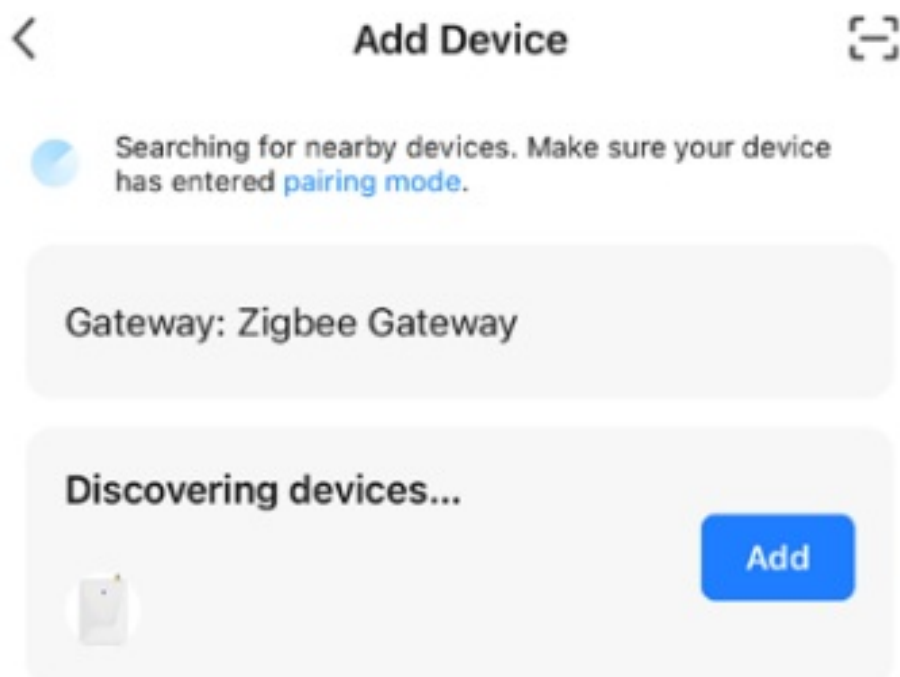 Add Device
Searching for nearby devices. Make sure your device
has entered pairing mode.
Gateway: Zigbee Gateway
Discovering devices...
Add